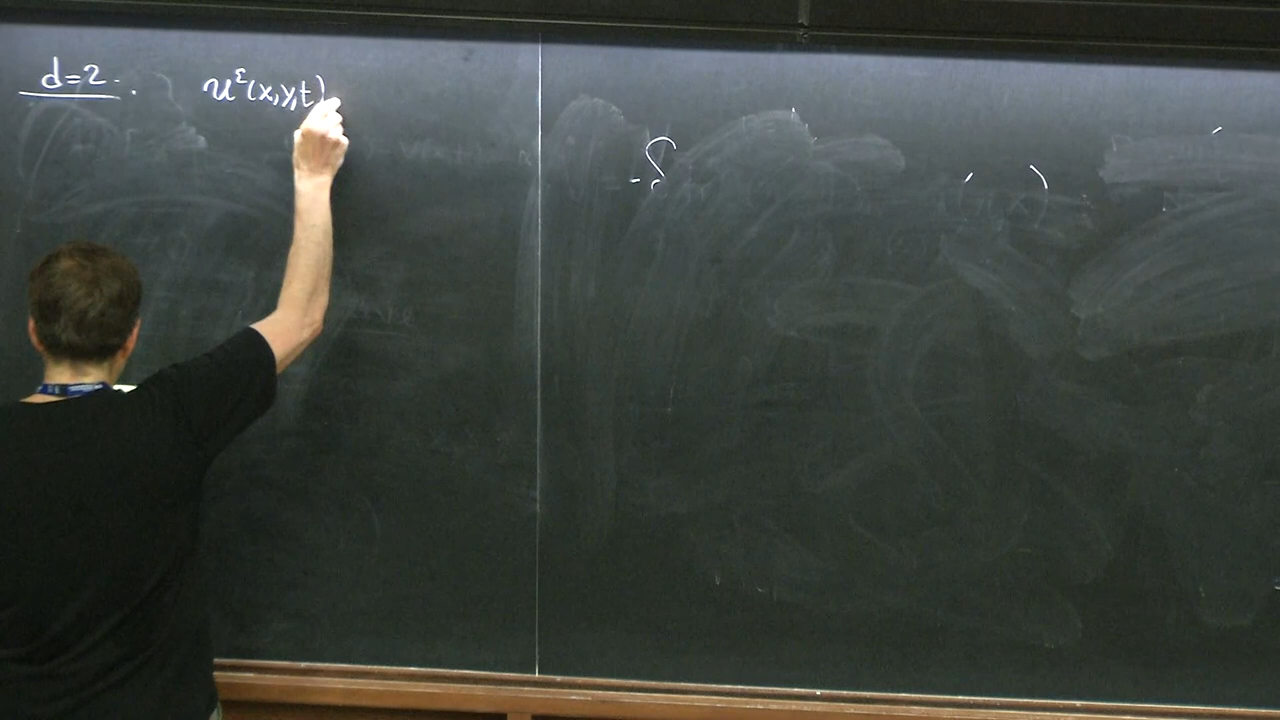 d=2. u^ε(x,y,t)